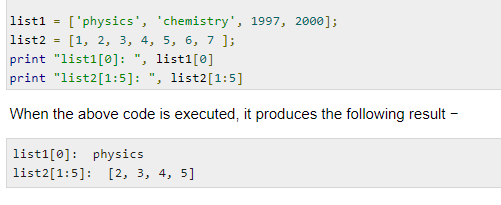 list1 = ['physics', 'chemistry', 1997, 2000];
list2 = [1, 2, 3, 4, 5, 6, 7 ];
print "list1[0]: ", list1[0]
print "list2[1:5]: ", list2[1:5]
When the above code is executed, it produces the following result −
list1[0]:  physics
list2[1:5]:  [2, 3, 4, 5]